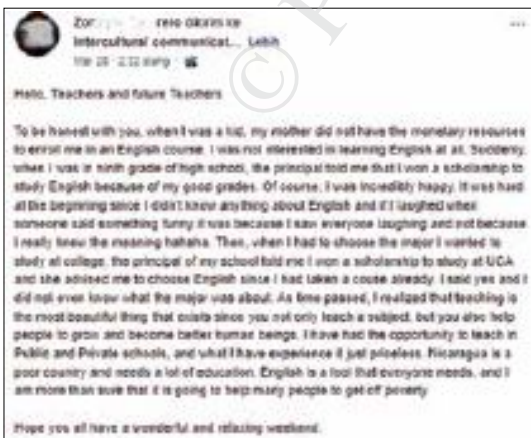 Zor rero dikirim ke
Intercultural communicat... Lebih
Mar 28 2:32 siang
Hello, Teachers and future Teachers
To be honest with you, when I was a kid, my mother did not have the monetary resources
to enroll me in an English course. I was not interested in learning English at all. Suddenly,
when I was in ninth grade of high school, the principal told me that I won a scholarship to
study English because of my good grades. Of course, I was incredibly happy. It was hard
at the beginning since I didn't know anything about English and if I laughed when
someone said something funny it was because I saw everyone laughing and not because
I really knew the meaning hahaha. Then, when I had to choose the major I wanted to
study at college, the principal of my school told me I won a scholarship to study at UCA
and she advised me to choose English since I had taken a couse already. I said yes and I
did not even know what the major was about. As time passed, I realized that teaching is
the most beautiful thing that exists since you not only teach a subject, but you also help
people to grow and become better human beings. I have had the opportunity to teach in
Public and Private schools, and what I have experience it just priceless. Nicaragua is a
poor country and needs a lot of education. English is a tool that everyone needs, and I
am more than sure that it is going to help many people to get off poverty
Hope you all have a wonderful and relaxing weekend.